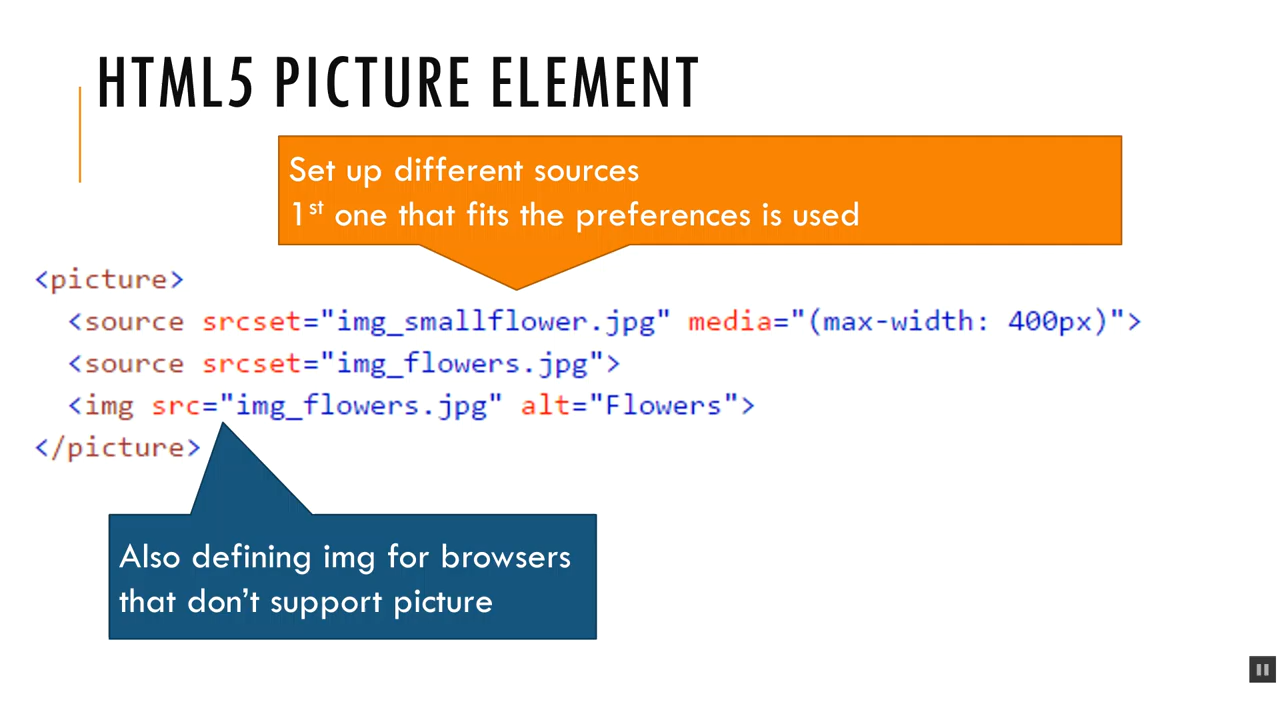 HTML5 PICTURE ELEMENT
Set up different sources
1st one that fits the preferences is used
<picture>
<source srcset="img_smallflower.jpg" media="(max-width: 400px)">
<source srcset="img_flowers.jpg">
<img src="img_flowers.jpg" alt="Flowers">
</picture>
Also defining img for browsers
that don't support picture